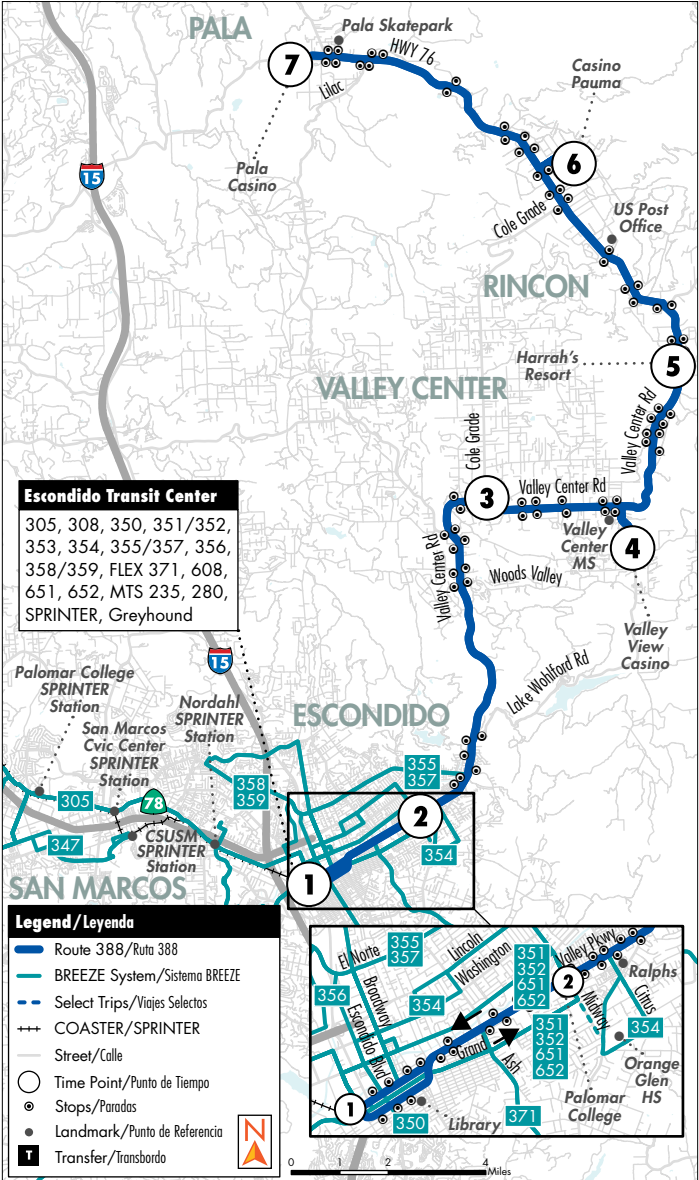 PALA
Pala Skatepark
HWY 76
7
Lilac
Pala
Casino
15
Casino
Pauma
6
Cole Grade
US Post
Office
RINCON
Harrah's
Resort
5
VALLEY CENTER
Valley Center Rd
Cole Grade
3
Valley Center Rd
Valley
Center
MS
4
Valley Center Rd
Woods Valley
Valley
View
Casino
Lake Wohlford Rd
Escondido Transit Center
305, 308, 350, 351/352,
353, 354, 355/357, 356,
358/359, FLEX 371, 608,
651, 652, MTS 235, 280,
SPRINTER, Greyhound
15
Palomar College
SPRINTER
Station
San Marcos
Cvic Center
SPRINTER
Station
Nordahl
SPRINTER
Station
ESCONDIDO
355
357
358
359
305
78
2
347
CSUSM
SPRINTER
Station
354
1
SAN MARCOS
Legend/Leyenda
Route 388/Ruta 388
BREEZE System/Sistema BREEZE
Select Trips/Viajes Selectos
COASTER/SPRINTER
Street/Calle
Time Point/Punto de Tiempo
Stops/Paradas
Landmark/Punto de Referencia
T Transfer/Transbordo
N
El Norte
355
357
Lincoln
Washington
351
352
651
652
Valley Pkwy
2
Ralphs
356
Broadway
354
Midway
Citrus
354
Escondido Blvd
Grand
351
352
651
652
Ash
Orange
Glen
HS
1
350
Library
371
Palomar
College
0 1 2 4
Miles